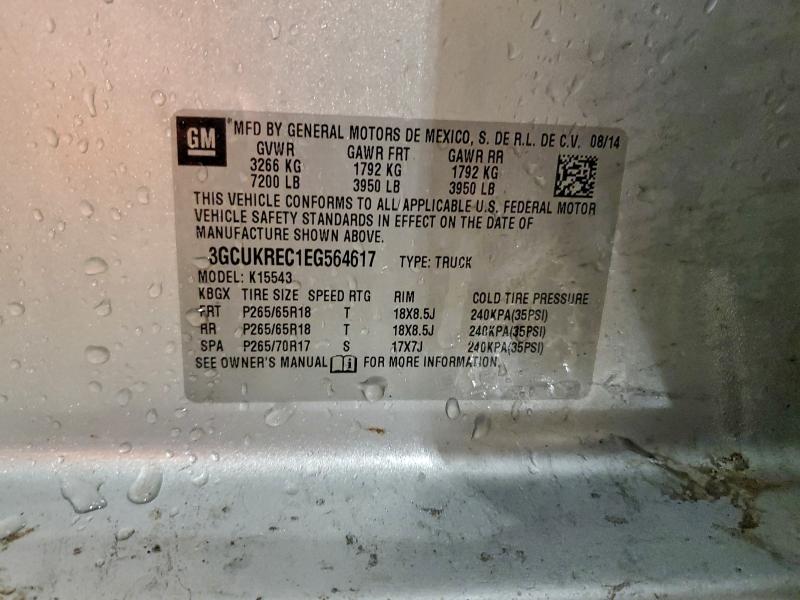 GM ® MFD BY GENERAL MOTORS DE MEXICO, S. DE R.L. DE C.V. 08/14
GVWR GAWR FRT GAWR RR
3266 KG 1792 KG 1792 KG
7200 LB 3950 LB 3950 LB
THIS VEHICLE CONFORMS TO ALL APPLICABLE U.S. FEDERAL MOTOR
VEHICLE SAFETY STANDARDS IN EFFECT ON THE DATE OF
MANUFACTURE SHOWN ABOVE.
3GCUKREC1EG564617 TYPE: TRUCK
MODEL: K15543
KBGX TIRE SIZE SPEED RTG RIM COLD TIRE PRESSURE
FRT P265/65R18 T 18X8.5J 240KPA(35PSI)
RR P265/65R18 T 18X8.5J 240KPA(35PSI)
SPA P265/70R17 S 17X7J 240KPA(35PSI)
SEE OWNER'S MANUAL i FOR MORE INFORMATION.